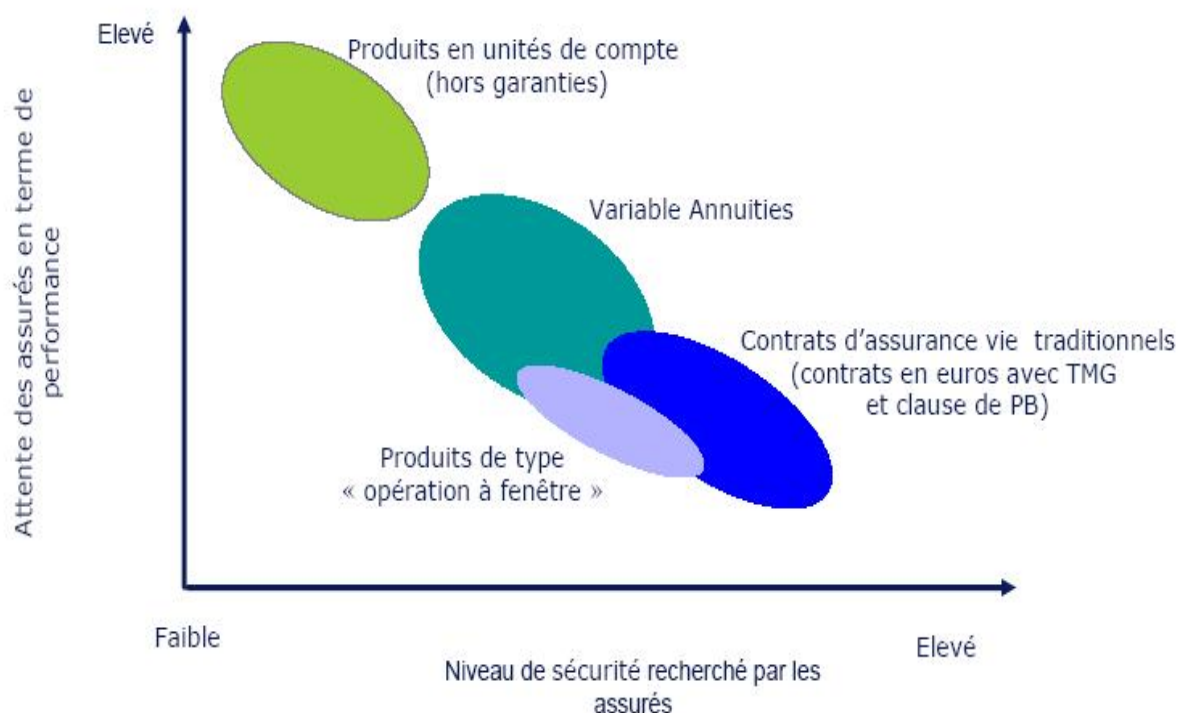 Elevé
Produits en unités de compte
(hors garanties)
Attente des assurés en terme de
performance
Variable Annuities
Contrats d’assurance vie traditionnels
(contrats en euros avec TMG
et clause de PB)
Produits de type
« opération à fenêtre »
Faible
Elevé
Niveau de sécurité recherché par les
assurés